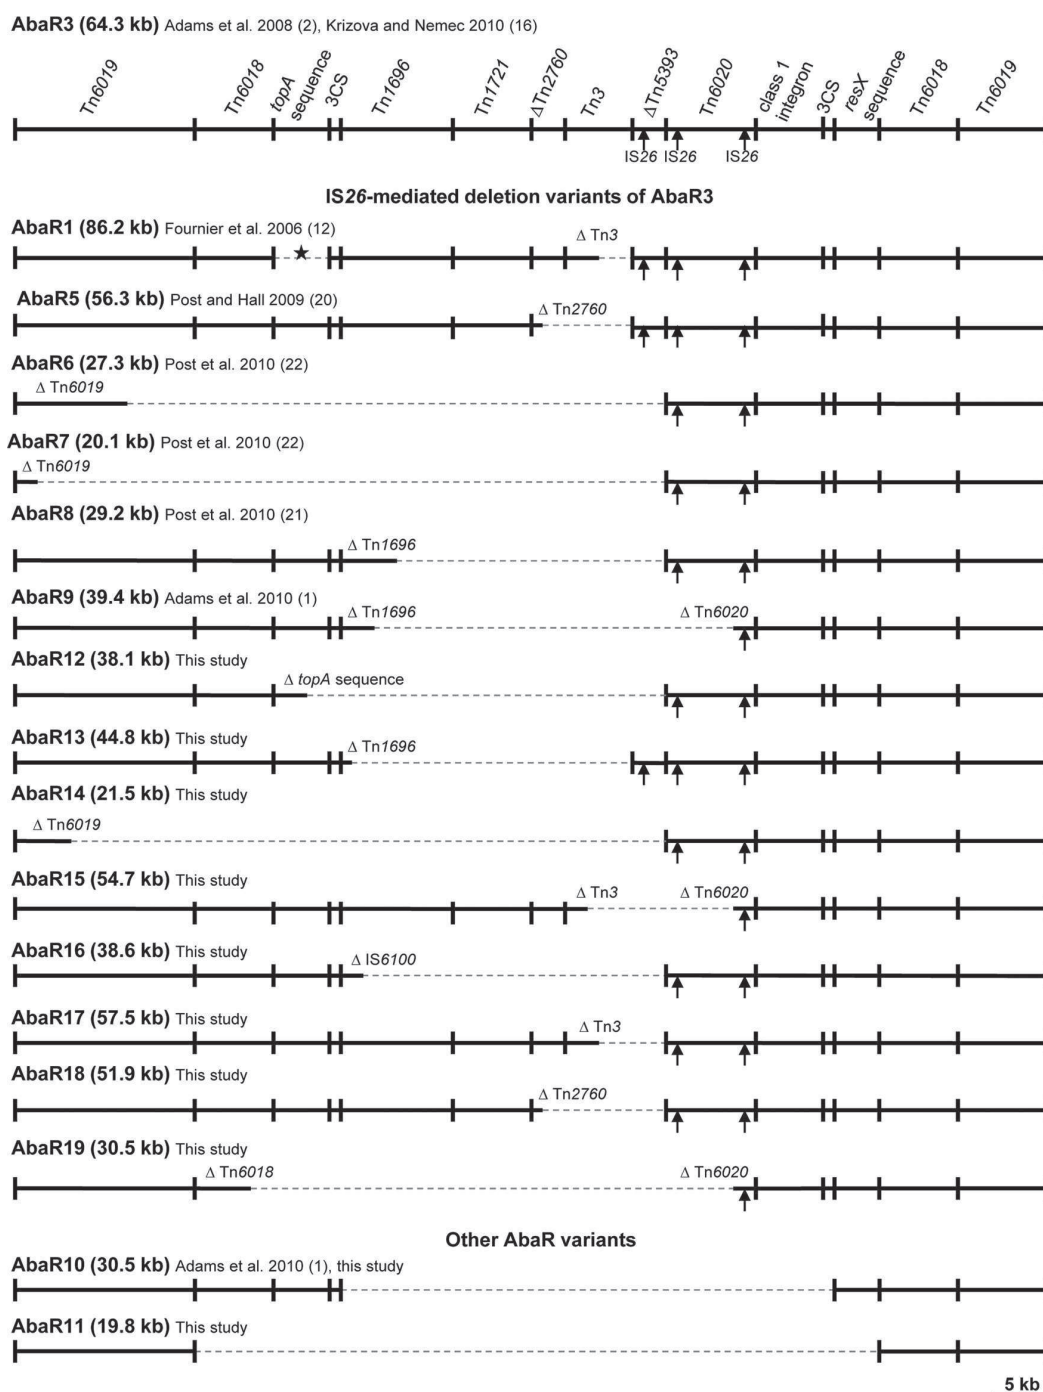 AbaR3 (64.3 kb) Adams et al. 2008 (2), Krizova and Nemec 2010 (16)
Tn6019
Tn6018
topA sequence
3CS
Tn1696
Tn1721
ΔTn2760
Tn3
ΔTn5393
Tn6020
class 1 integron
3CS
resX sequence
Tn6018
Tn6019
IS26 IS26 IS26
IS26-mediated deletion variants of AbaR3
AbaR1 (86.2 kb) Fournier et al. 2006 (12)
Δ Tn3
AbaR5 (56.3 kb) Post and Hall 2009 (20)
Δ Tn2760
AbaR6 (27.3 kb) Post et al. 2010 (22)
Δ Tn6019
AbaR7 (20.1 kb) Post et al. 2010 (22)
Δ Tn6019
AbaR8 (29.2 kb) Post et al. 2010 (21)
Δ Tn1696
AbaR9 (39.4 kb) Adams et al. 2010 (1)
Δ Tn1696 Δ Tn6020
AbaR12 (38.1 kb) This study
Δ topA sequence
AbaR13 (44.8 kb) This study
Δ Tn1696
AbaR14 (21.5 kb) This study
Δ Tn6019
AbaR15 (54.7 kb) This study
Δ Tn3 Δ Tn6020
AbaR16 (38.6 kb) This study
Δ IS6100
AbaR17 (57.5 kb) This study
Δ Tn3
AbaR18 (51.9 kb) This study
Δ Tn2760
AbaR19 (30.5 kb) This study
Δ Tn6018 Δ Tn6020
Other AbaR variants
AbaR10 (30.5 kb) Adams et al. 2010 (1), this study
AbaR11 (19.8 kb) This study
5 kb